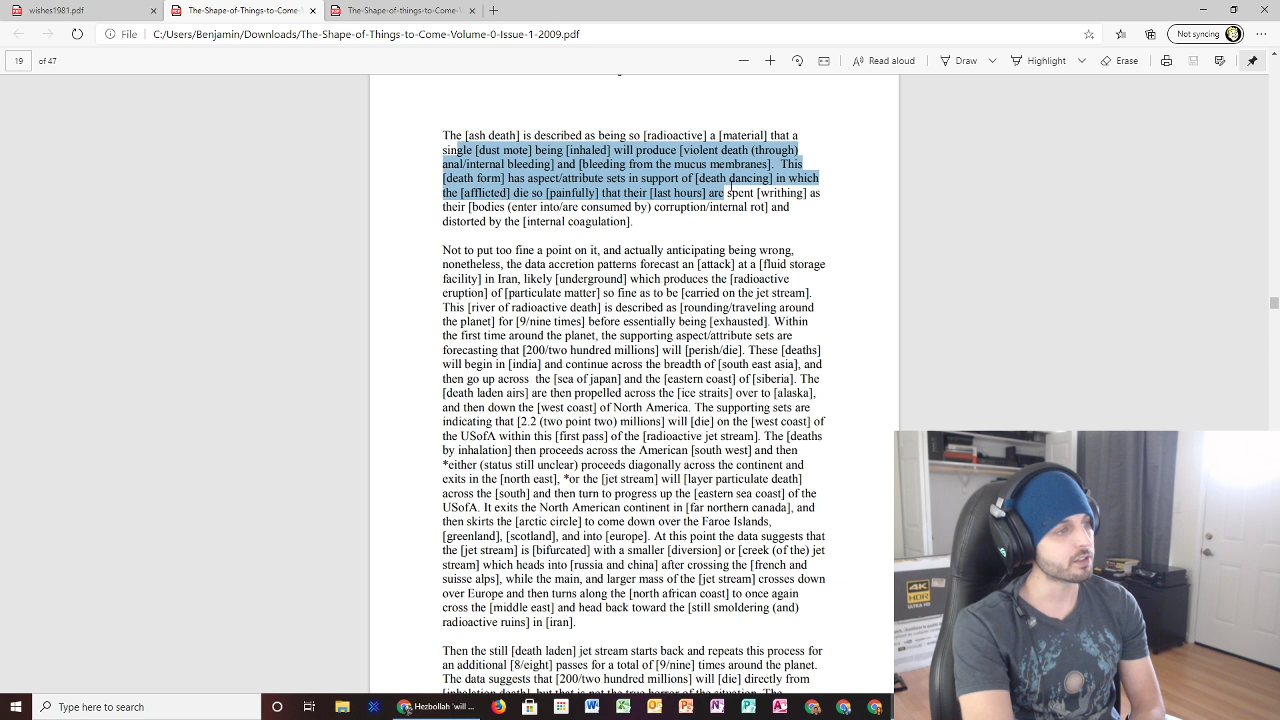 wishes1981.pdf
The-Shape-of-Things-to-Come-V
The-Shape-of-things-to-Come-V
File
C:/Users/Benjamin/Downloads/The-Shape-of-Things-to-Come-Volume-0-Issue-1-2009.pdf
Not syncing
19 of 47
Read aloud
Draw
Highlight
Erase
The [ash death] is described as being so [radioactive] a [material] that a
single [dust mote] being [inhaled] will produce [violent death (through)
anal/internal bleeding] and [bleeding from the mucus membranes]. This
[death form] has aspect/attribute sets in support of [death dancing] in which
the [afflicted] die so [painfully] that their [last hours] are spent [writhing] as
their [bodies (enter into/are consumed by) corruption/internal rot] and
distorted by the [internal coagulation].
Not to put too fine a point on it, and actually anticipating being wrong,
nonetheless, the data accretion patterns forecast an [attack] at a [fluid storage
facility] in Iran, likely [underground] which produces the [radioactive
eruption] of [particulate matter] so fine as to be [carried on the jet stream].
This [river of radioactive death] is described as [rounding/traveling around
the planet] for [9/nine times] before essentially being [exhausted]. Within
the first time around the planet, the supporting aspect/attribute sets are
forecasting that [200/two hundred millions] will [perish/die]. These [deaths]
will begin in [india] and continue across the breadth of [south east asia], and
then go up across the [sea of japan] and the [eastern coast] of [siberia]. The
[death laden airs] are then propelled across the [ice straits] over to [alaska],
and then down the [west coast] of North America. The supporting sets are
indicating that [2.2 (two point two) millions] will [die] on the [west coast] of
the USofA within this [first pass] of the [radioactive jet stream]. The [deaths
by inhalation] then proceeds across the American [south west] and then
*either (status still unclear) proceeds diagonally across the continent and
exits in the [north east], *or the [jet stream] will [layer particulate death]
across the [south] and then turn to progress up the [eastern sea coast] of the
USofA. It exits the North American continent in [far northern canada], and
then skirts the [arctic circle] to come down over the Faroe Islands,
[greenland], [scotland], and into [europe]. At this point the data suggests that
the [jet stream] is [bifurcated] with a smaller [diversion] or [creek (of the) jet
stream] which heads into [russia and china] after crossing the [french and
suisse alps], while the main, and larger mass of the [jet stream] crosses down
over Europe and then turns along the [north african coast] to once again
cross the [middle east] and head back toward the [still smoldering (and)
radioactive ruins] in [iran].
Then the still [death laden] jet stream starts back and repeats this process for
an additional [8/eight] passes for a total of [9/nine] times around the planet.
The data suggests that [200/two hundred millions] will [die] directly from
[inhalation death], but that is not the true horror of the situation. The
4K
HDR
Type here to search
Hezbollah 'will ...